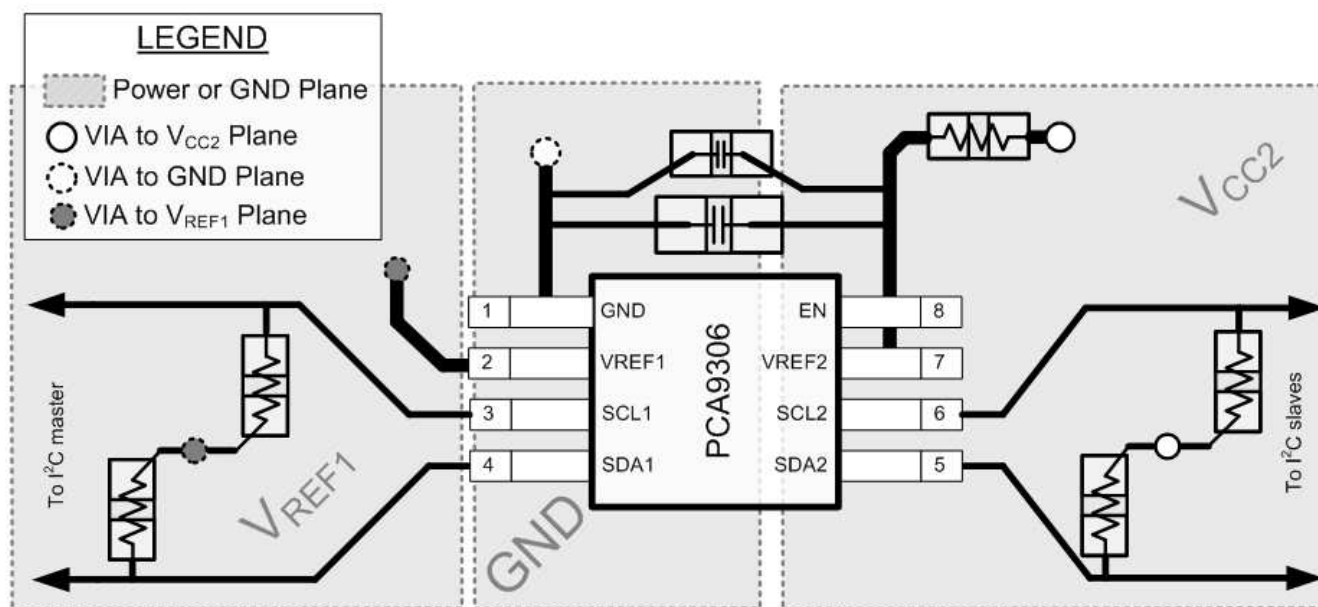 LEGEND
Power or GND Plane
VIA to VCC2 Plane
VIA to GND Plane
VIA to VREF1 Plane
VCC2
1 GND EN 8
2 VREF1 VREF2 7
3 SCL1 SCL2 6
4 SDA1 SDA2 5
PCA9306
To I²C master
VREF1
GND
To I²C slaves